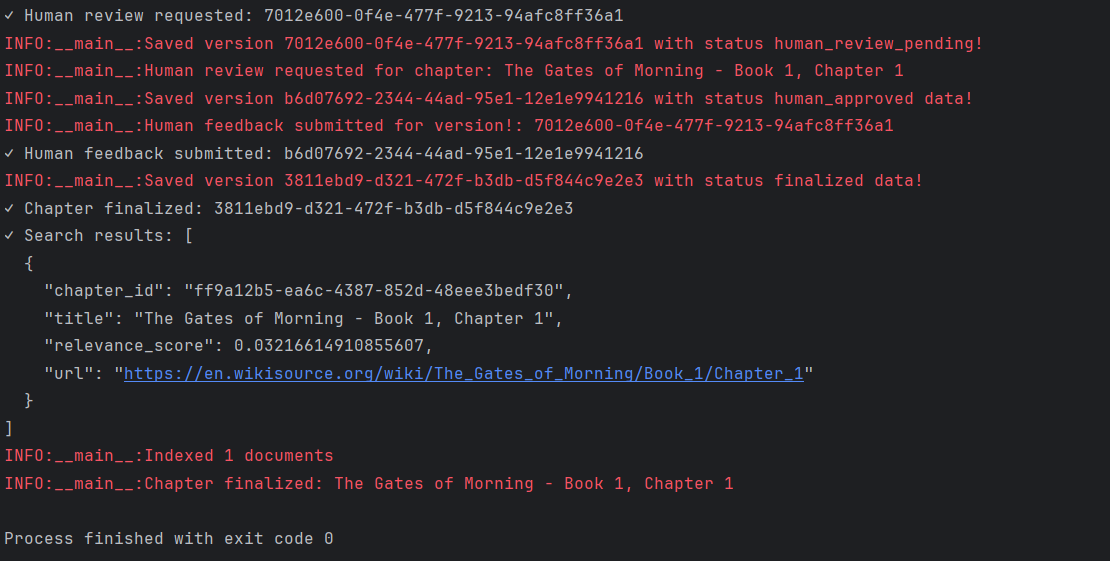 ✓ Human review requested: 7012e600-0f4e-477f-9213-94afc8ff36a1
INFO:__main__:Saved version 7012e600-0f4e-477f-9213-94afc8ff36a1 with status human_review_pending!
INFO:__main__:Human review requested for chapter: The Gates of Morning - Book 1, Chapter 1
INFO:__main__:Saved version b6d07692-2344-44ad-95e1-12e1e9941216 with status human_approved data!
INFO:__main__:Human feedback submitted for version!: 7012e600-0f4e-477f-9213-94afc8ff36a1
✓ Human feedback submitted: b6d07692-2344-44ad-95e1-12e1e9941216
INFO:__main__:Saved version 3811ebd9-d321-472f-b3db-d5f844c9e2e3 with status finalized data!
✓ Chapter finalized: 3811ebd9-d321-472f-b3db-d5f844c9e2e3
✓ Search results: [
  {
    "chapter_id": "ff9a12b5-ea6c-4387-852d-48eee3bedf30",
    "title": "The Gates of Morning - Book 1, Chapter 1",
    "relevance_score": 0.03216614910855607,
    "url": "https://en.wikisource.org/wiki/The_Gates_of_Morning/Book_1/Chapter_1"
  }
]
INFO:__main__:Indexed 1 documents
INFO:__main__:Chapter finalized: The Gates of Morning - Book 1, Chapter 1
Process finished with exit code 0